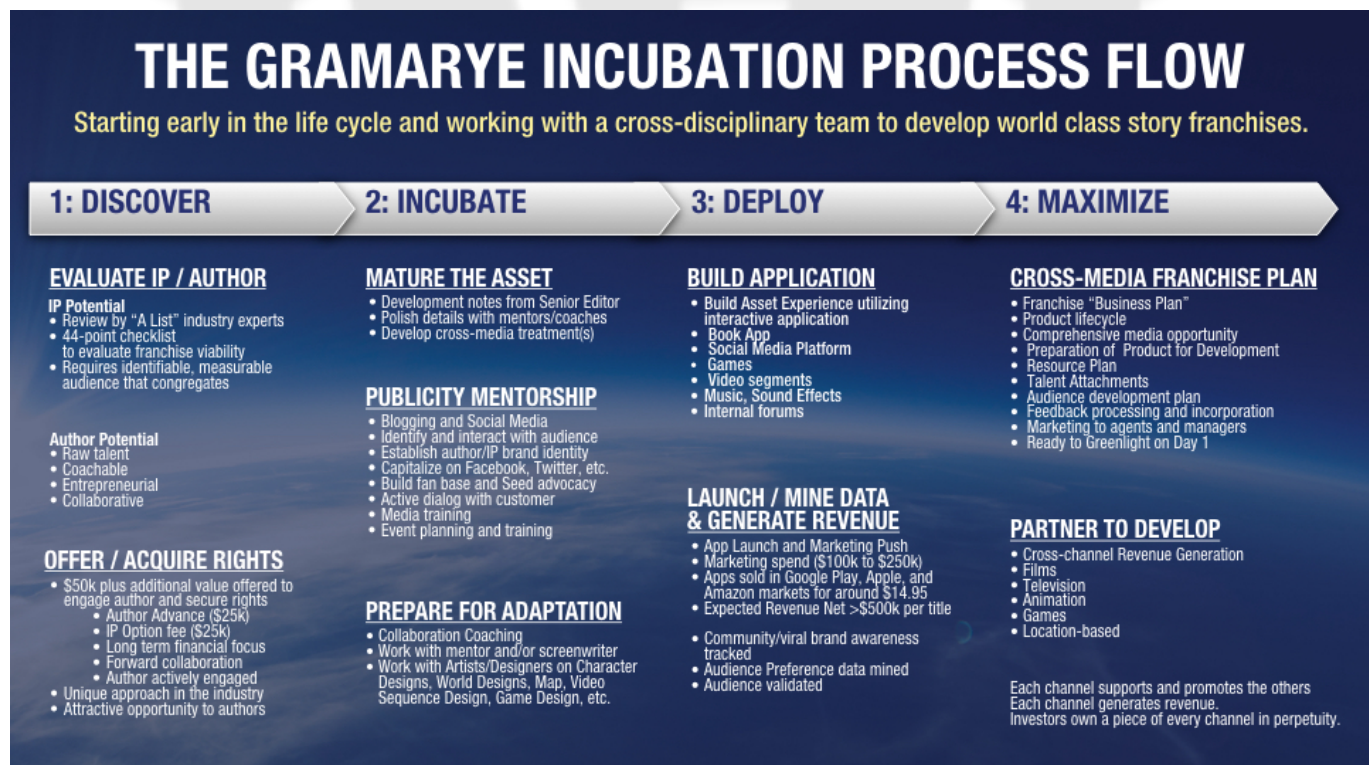 THE GRAMARYE INCUBATION PROCESS FLOW
Starting early in the life cycle and working with a cross-disciplinary team to develop world class story franchises.
1: DISCOVER
EVALUATE IP / AUTHOR
IP Potential
• Review by “A List” industry experts
• 44-point checklist
to evaluate franchise viability
• Requires identifiable, measurable
audience that congregates
Author Potential
• Raw talent
• Coachable
• Entrepreneurial
• Collaborative
OFFER / ACQUIRE RIGHTS
• $50k plus additional value offered to
engage author and secure rights
• Author Advance ($25k)
• IP Option fee ($25k)
• Long term financial focus
• Forward collaboration
• Author actively engaged
• Unique approach in the industry
• Attractive opportunity to authors
2: INCUBATE
MATURE THE ASSET
• Development notes from Senior Editor
• Polish details with mentors/coaches
• Develop cross-media treatment(s)
PUBLICITY MENTORSHIP
• Blogging and Social Media
• Identify and interact with audience
• Establish author/IP brand identity
• Capitalize on Facebook, Twitter, etc.
• Build fan base and Seed advocacy
• Active dialog with customer
• Media training
• Event planning and training
PREPARE FOR ADAPTATION
• Collaboration Coaching
• Work with mentor and/or screenwriter
• Work with Artists/Designers on Character
Designs, World Designs, Map, Video
Sequence Design, Game Design, etc.
3: DEPLOY
BUILD APPLICATION
• Build Asset Experience utilizing
interactive application
• Book App
• Social Media Platform
• Games
• Video segments
• Music, Sound Effects
• Internal forums
LAUNCH / MINE DATA
& GENERATE REVENUE
• App Launch and Marketing Push
• Marketing spend ($100k to $250k)
• Apps sold in Google Play, Apple, and
Amazon markets for around $14.95
• Expected Revenue Net >$500k per title
• Community/viral brand awareness
tracked
• Audience Preference data mined
• Audience validated
4: MAXIMIZE
CROSS-MEDIA FRANCHISE PLAN
• Franchise “Business Plan”
• Product lifecycle
• Comprehensive media opportunity
• Preparation of Product for Development
• Resource Plan
• Talent Attachments
• Audience development plan
• Feedback processing and incorporation
• Marketing to agents and managers
• Ready to Greenlight on Day 1
PARTNER TO DEVELOP
• Cross-channel Revenue Generation
• Films
• Television
• Animation
• Games
• Location-based
Each channel supports and promotes the others
Each channel generates revenue.
Investors own a piece of every channel in perpetuity.